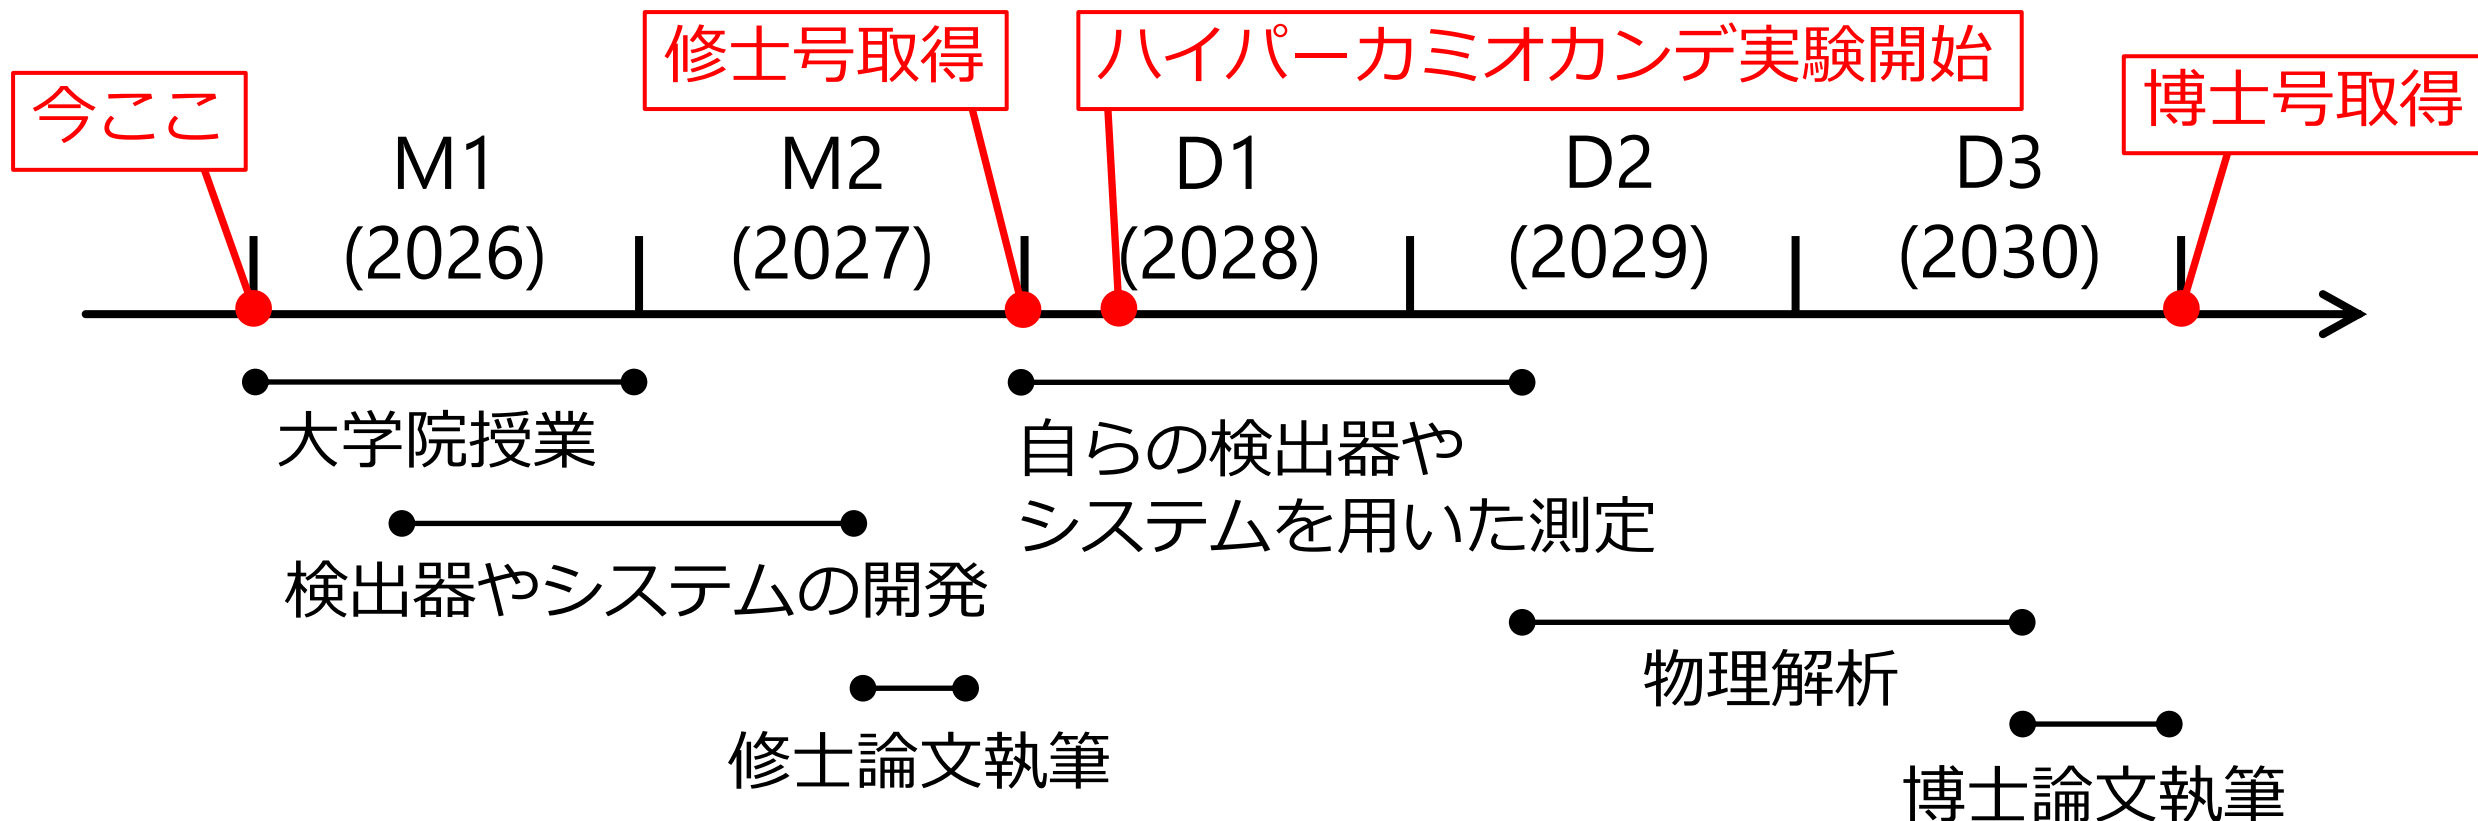 今ここ
修士号取得
ハイパーカミオカンデ実験開始
博士号取得
M1
(2026)
M2
(2027)
D1
(2028)
D2
(2029)
D3
(2030)
大学院授業
検出器やシステムの開発
修士論文執筆
自らの検出器や
システムを用いた測定
物理解析
博士論文執筆